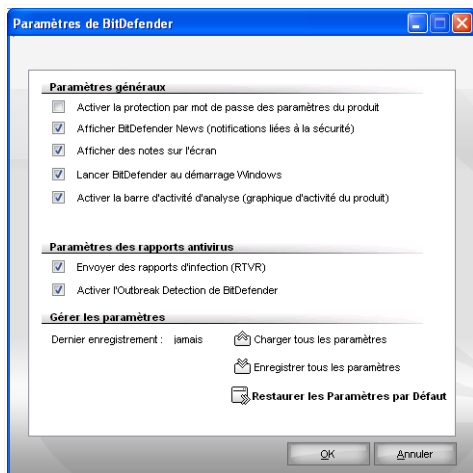 Paramètres de BitDefender
Paramètres généraux
Activer la protection par mot de passe des paramètres du produit
Afficher BitDefender News (notifications liées à la sécurité)
Afficher des notes sur l'écran
Lancer BitDefender au démarrage Windows
Activer la barre d'activité d'analyse (graphique d'activité du produit)
Paramètres des rapports antivirus
Envoyer des rapports d'infection (RTVR)
Activer l'Outbreak Detection de BitDefender
Gérer les paramètres
Dernier enregistrement : jamais
Charger tous les paramètres
Enregistrer tous les paramètres
Restaurer les Paramètres par Défaut
OK Annuler